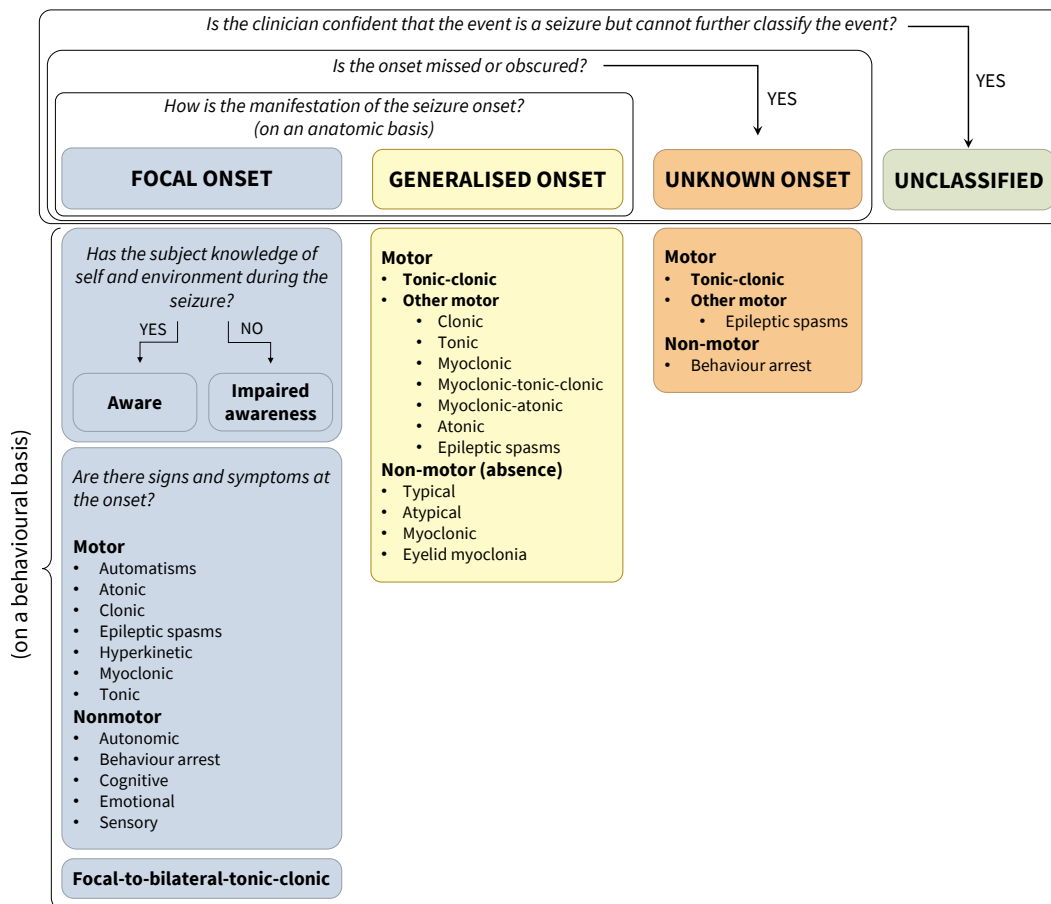 Is the clinician confident that the event is a seizure but cannot further classify the event?
Is the onset missed or obscured?
YES
YES
How is the manifestation of the seizure onset?
(on an anatomic basis)
FOCAL ONSET
GENERALISED ONSET
UNKNOWN ONSET
UNCLASSIFIED
(on a behavioural basis)
Has the subject knowledge of
self and environment during the
seizure?
YES
NO
Aware
Impaired
awareness
Are there signs and symptoms at
the onset?
Motor
• Automatisms
• Atonic
• Clonic
• Epileptic spasms
• Hyperkinetic
• Myoclonic
• Tonic
Nonmotor
• Autonomic
• Behaviour arrest
• Cognitive
• Emotional
• Sensory
Focal-to-bilateral-tonic-clonic
Motor
• Tonic-clonic
• Other motor
• Clonic
• Tonic
• Myoclonic
• Myoclonic-tonic-clonic
• Myoclonic-atonic
• Atonic
• Epileptic spasms
Non-motor (absence)
• Typical
• Atypical
• Myoclonic
• Eyelid myoclonia
Motor
• Tonic-clonic
• Other motor
• Epileptic spasms
Non-motor
• Behaviour arrest